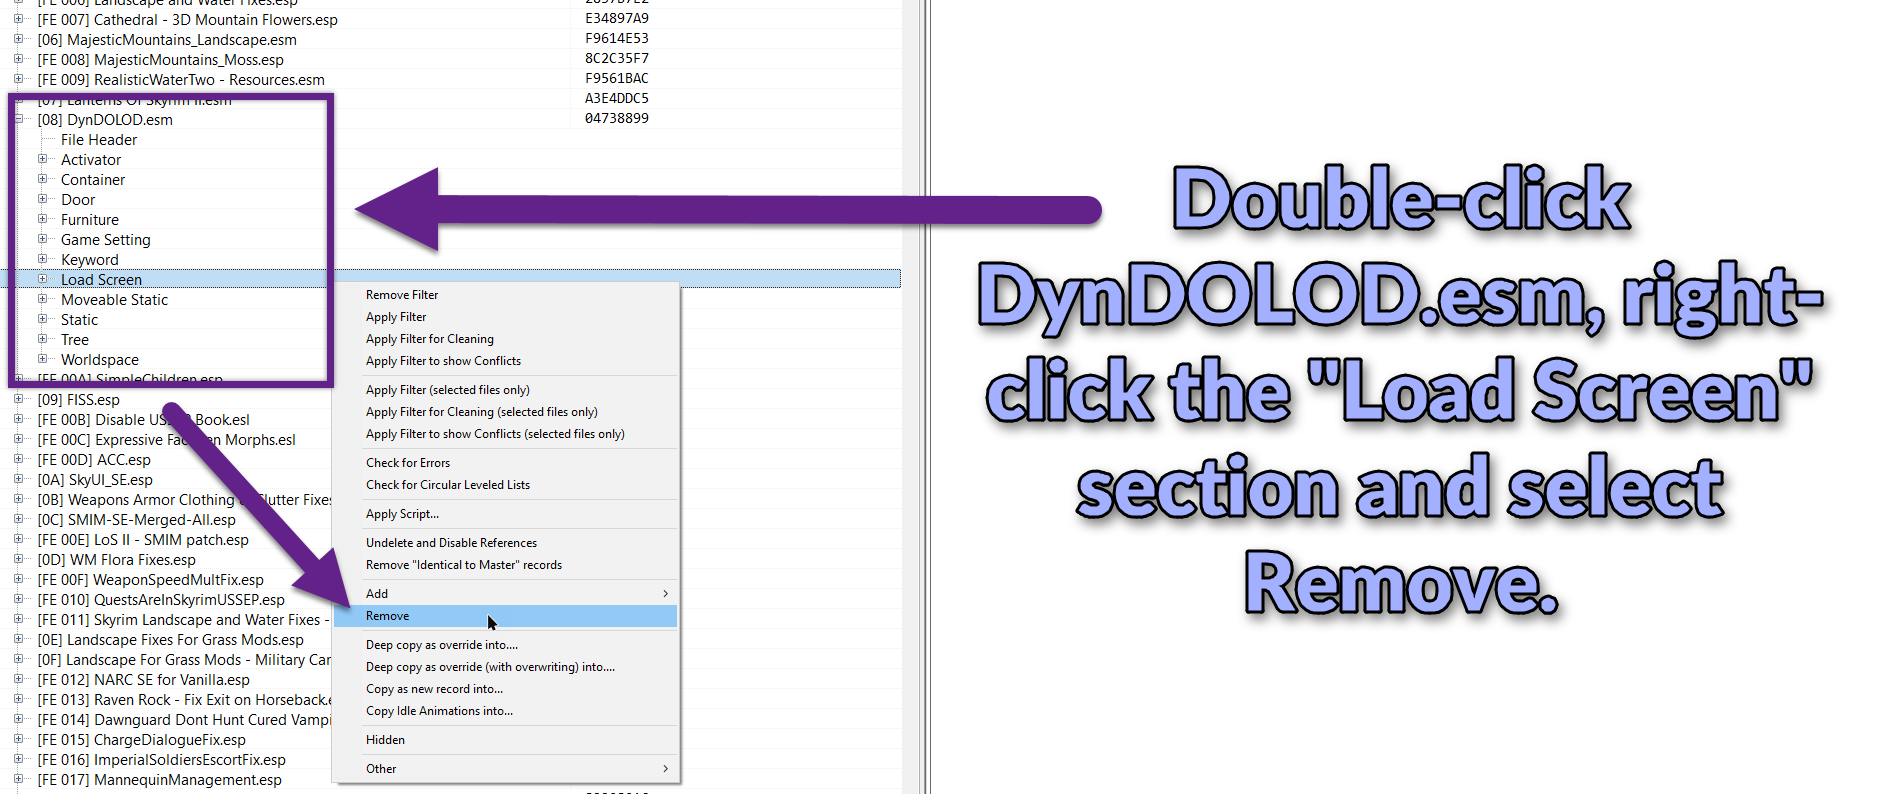 [FE 006] Landscape and Water Fixes.esp 2897B7E2
[FE 007] Cathedral - 3D Mountain Flowers.esp E34897A9
[06] MajesticMountains_Landscape.esm F9614E53
[FE 008] MajesticMountains_Moss.esp 8C2C35F7
[FE 009] RealisticWaterTwo - Resources.esm F9561BAC
[07] Lanterns Of Skyrim II.esm A3E4DDC5
[08] DynDOLOD.esm 04738899
File Header
Activator
Container
Door
Furniture
Game Setting
Keyword
Load Screen
Moveable Static
Static
Tree
Worldspace
[FE 00A] SimpleChildren.esp
[09] FISS.esp
[FE 00B] Disable US Book.esl
[FE 00C] Expressive Fac n Morphs.esl
[FE 00D] ACC.esp
[0A] SkyUI_SE.esp
[0B] Weapons Armor Clothing Clutter Fixes
[0C] SMIM-SE-Merged-All.esp
[FE 00E] LoS II - SMIM patch.esp
[0D] WM Flora Fixes.esp
[FE 00F] WeaponSpeedMultFix.esp
[FE 010] QuestsAreInSkyrimUSSEP.esp
[FE 011] Skyrim Landscape and Water Fixes -
[0E] Landscape Fixes For Grass Mods.esp
[0F] Landscape For Grass Mods - Military Car
[FE 012] NARC SE for Vanilla.esp
[FE 013] Raven Rock - Fix Exit on Horseback.e
[FE 014] Dawnguard Dont Hunt Cured Vampi
[FE 015] ChargeDialogueFix.esp
[FE 016] ImperialSoldiersEscortFix.esp
[FE 017] MannequinManagement.esp
Remove Filter
Apply Filter
Apply Filter for Cleaning
Apply Filter to show Conflicts
Apply Filter (selected files only)
Apply Filter for Cleaning (selected files only)
Apply Filter to show Conflicts (selected files only)
Check for Errors
Check for Circular Leveled Lists
Apply Script...
Undelete and Disable References
Remove "Identical to Master" records
Add
Remove
Deep copy as override into....
Deep copy as override (with overwriting) into....
Copy as new record into...
Copy Idle Animations into...
Hidden
Other
Double-click
DynDOLOD.esm, right-
click the "Load Screen"
section and select
Remove.